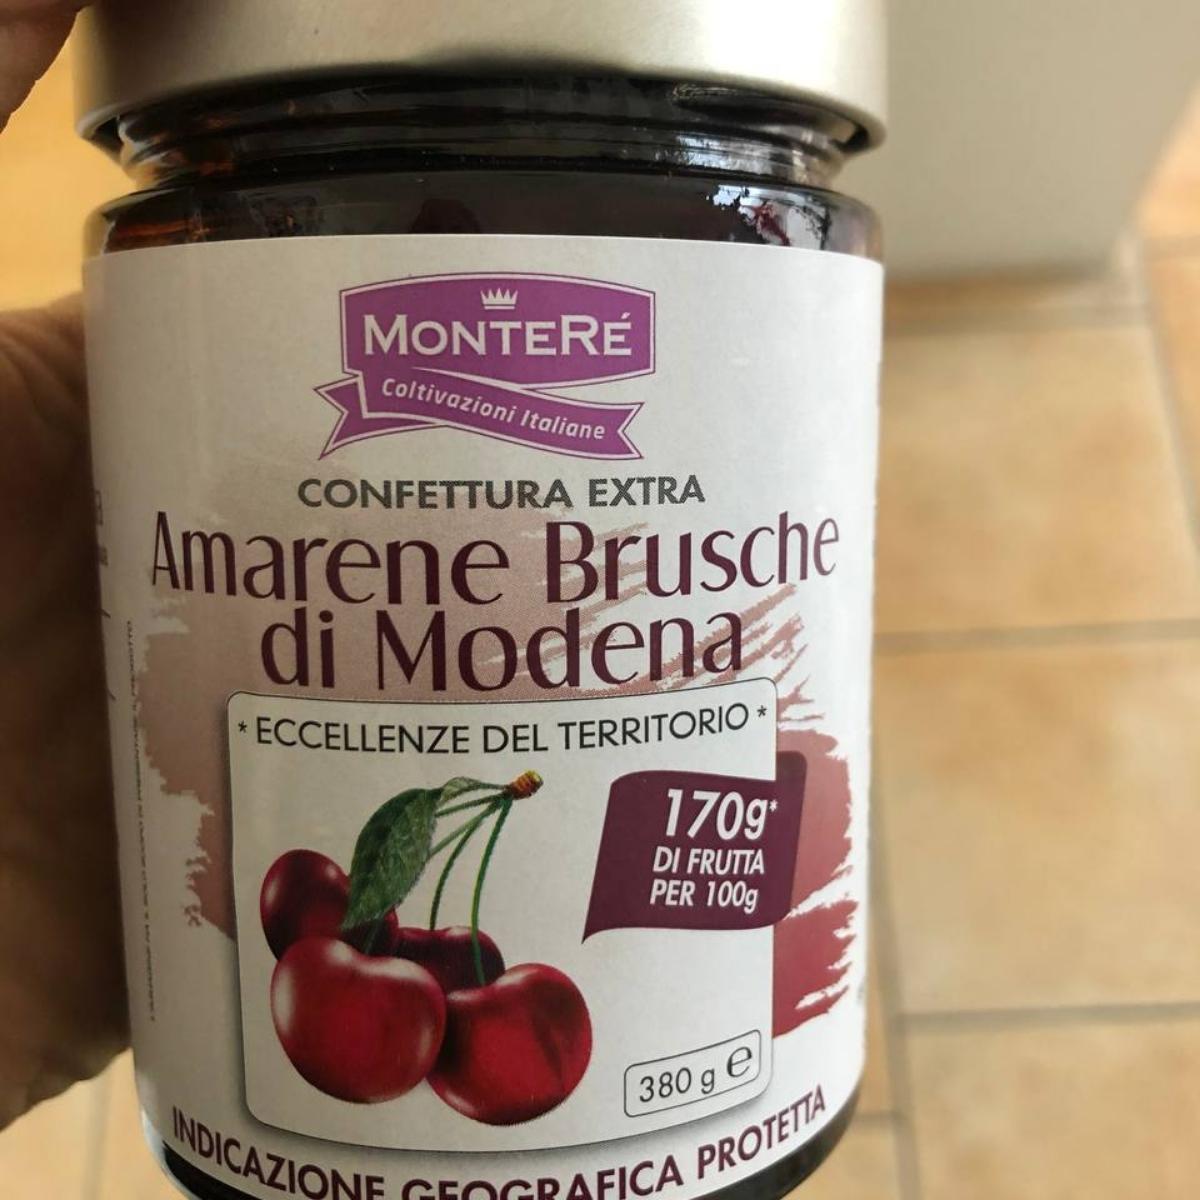 MONTERÉ
Coltivazioni Italiane
CONFETTURA EXTRA
Amarene Brusche
di Modena
* ECCELLENZE DEL TERRITORIO *
170g*
DI FRUTTA
PER 100g
380 g e
INDICAZIONE GEOGRAFICA PROTETTA